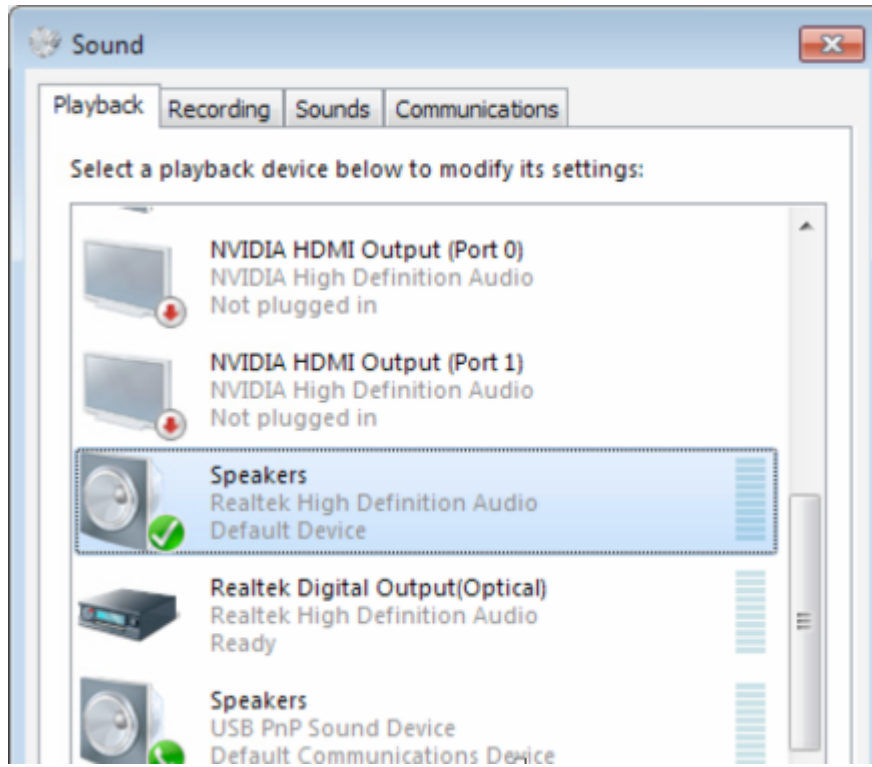 Sound
Playback Recording Sounds Communications
Select a playback device below to modify its settings:
NVIDIA HDMI Output (Port 0)
NVIDIA High Definition Audio
Not plugged in
NVIDIA HDMI Output (Port 1)
NVIDIA High Definition Audio
Not plugged in
Speakers
Realtek High Definition Audio
Default Device
Realtek Digital Output(Optical)
Realtek High Definition Audio
Ready
Speakers
USB PnP Sound Device
Default Communications Device